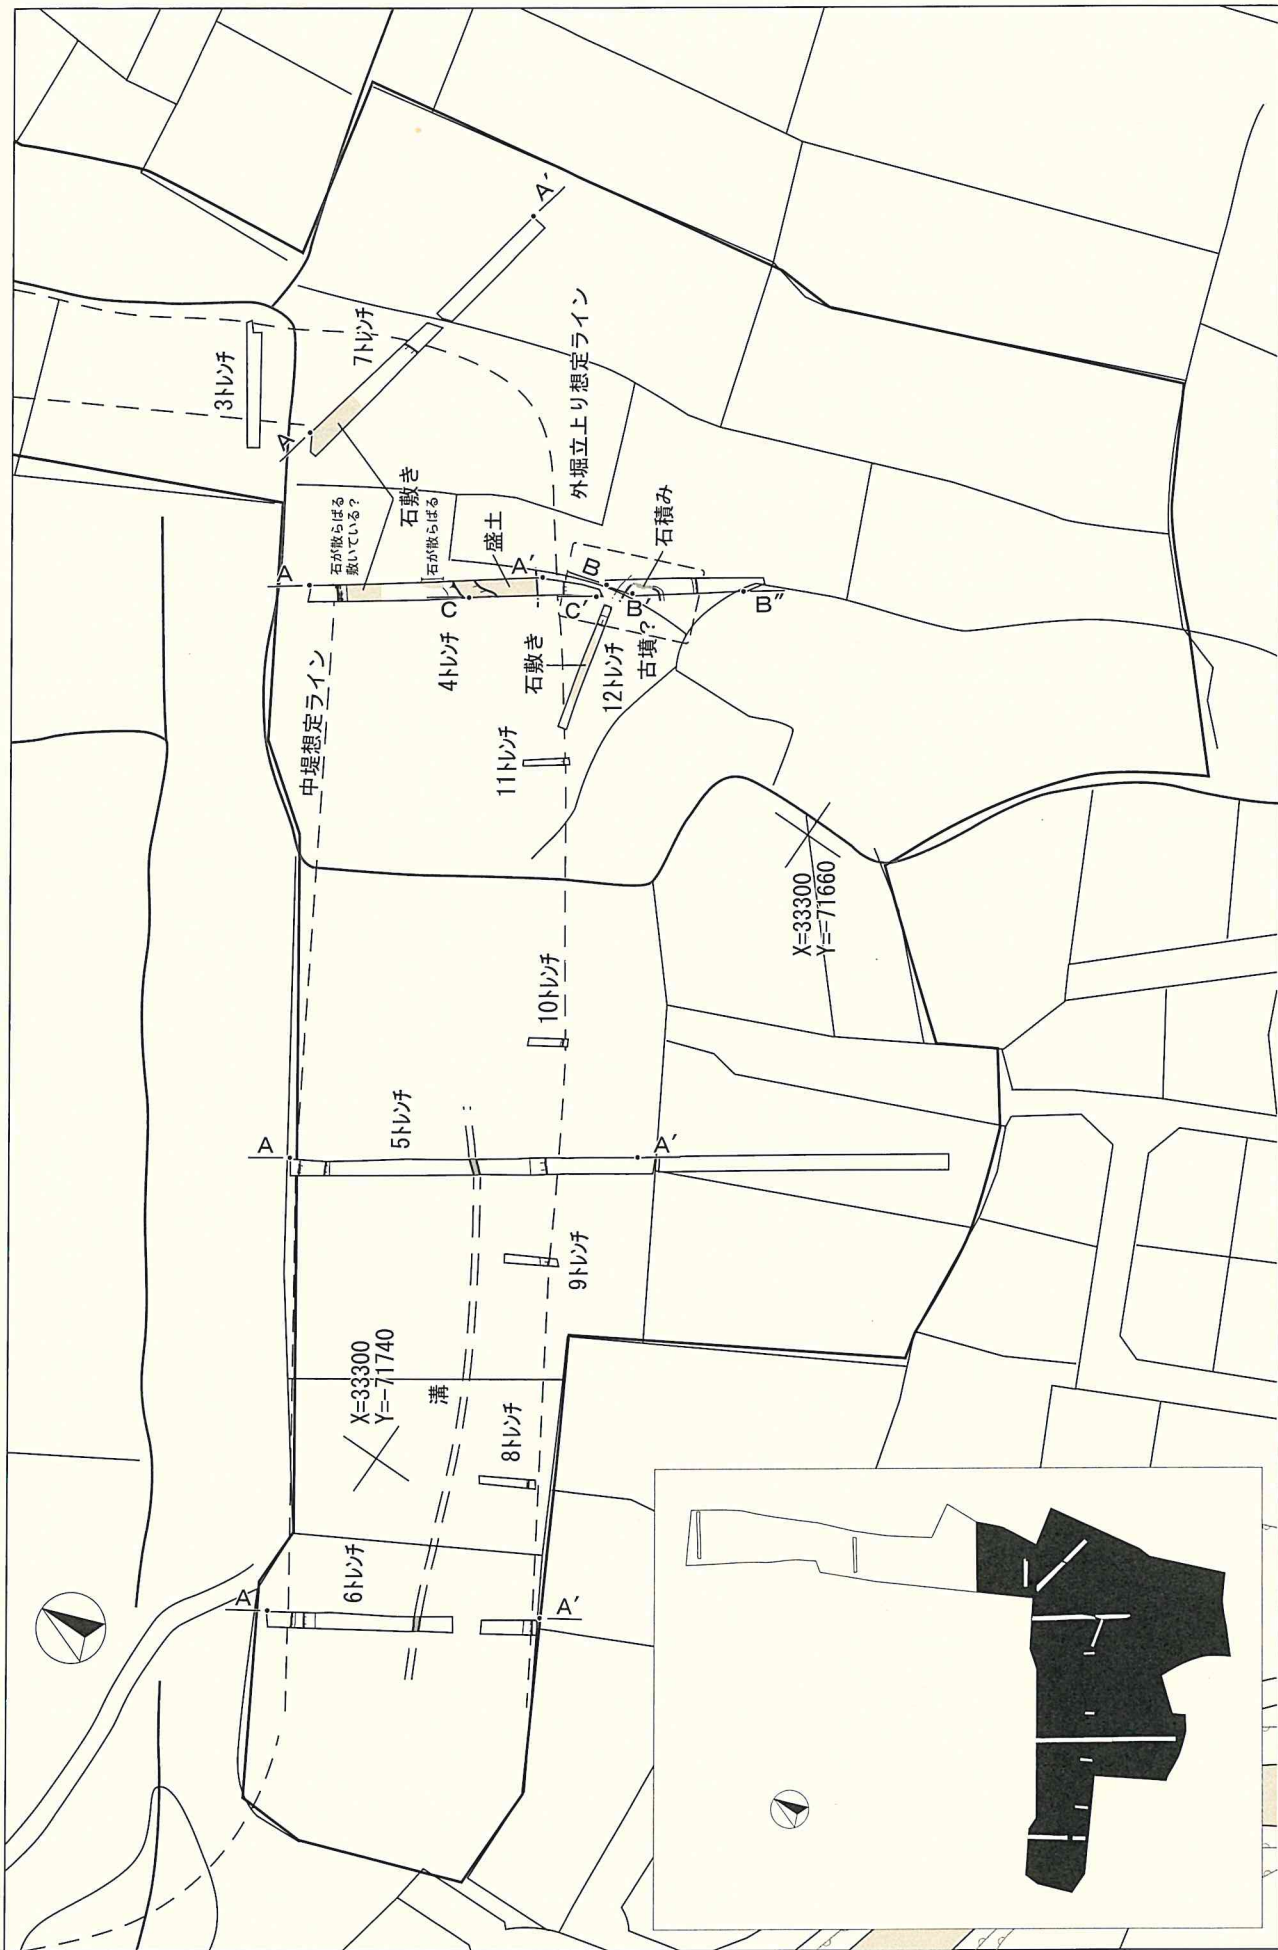 3トレンチ
7トレンチ
A
A′
外堀立上り想定ライン
石敷き
石が散らばる
敷いている?
石が散らばる
盛土
石積み
A
A′
B
B′
B″
C
C′
4トレンチ
石敷き
12トレンチ
古墳?
11トレンチ
中堤想定ライン
X=33300
Y=-71660
10トレンチ
5トレンチ
A
A′
9トレンチ
X=33300
Y=-71740
溝
8トレンチ
6トレンチ
A
A′